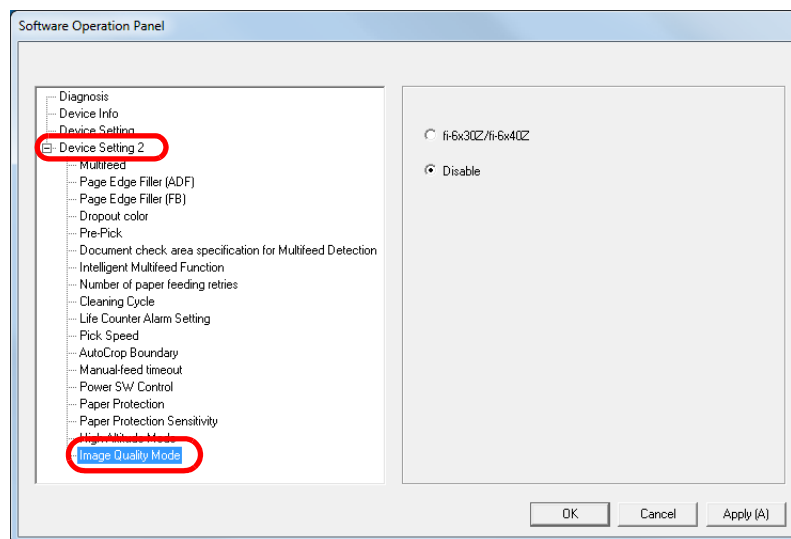 Software Operation Panel
Diagnosis
Device Info
Device Setting
Device Setting 2
Multifeed
Page Edge Filler (ADF)
Page Edge Filler (FB)
Dropout color
Pre-Pick
Document check area specification for Multifeed Detection
Intelligent Multifeed Function
Number of paper feeding retries
Cleaning Cycle
Life Counter Alarm Setting
Pick Speed
AutoCrop Boundary
Manual-feed timeout
Power SW Control
Paper Protection
Paper Protection Sensitivity
High Altitude Mode
Image Quality Mode
fi-6x30Z/fi-6x40Z
Disable
OK Cancel Apply (A)